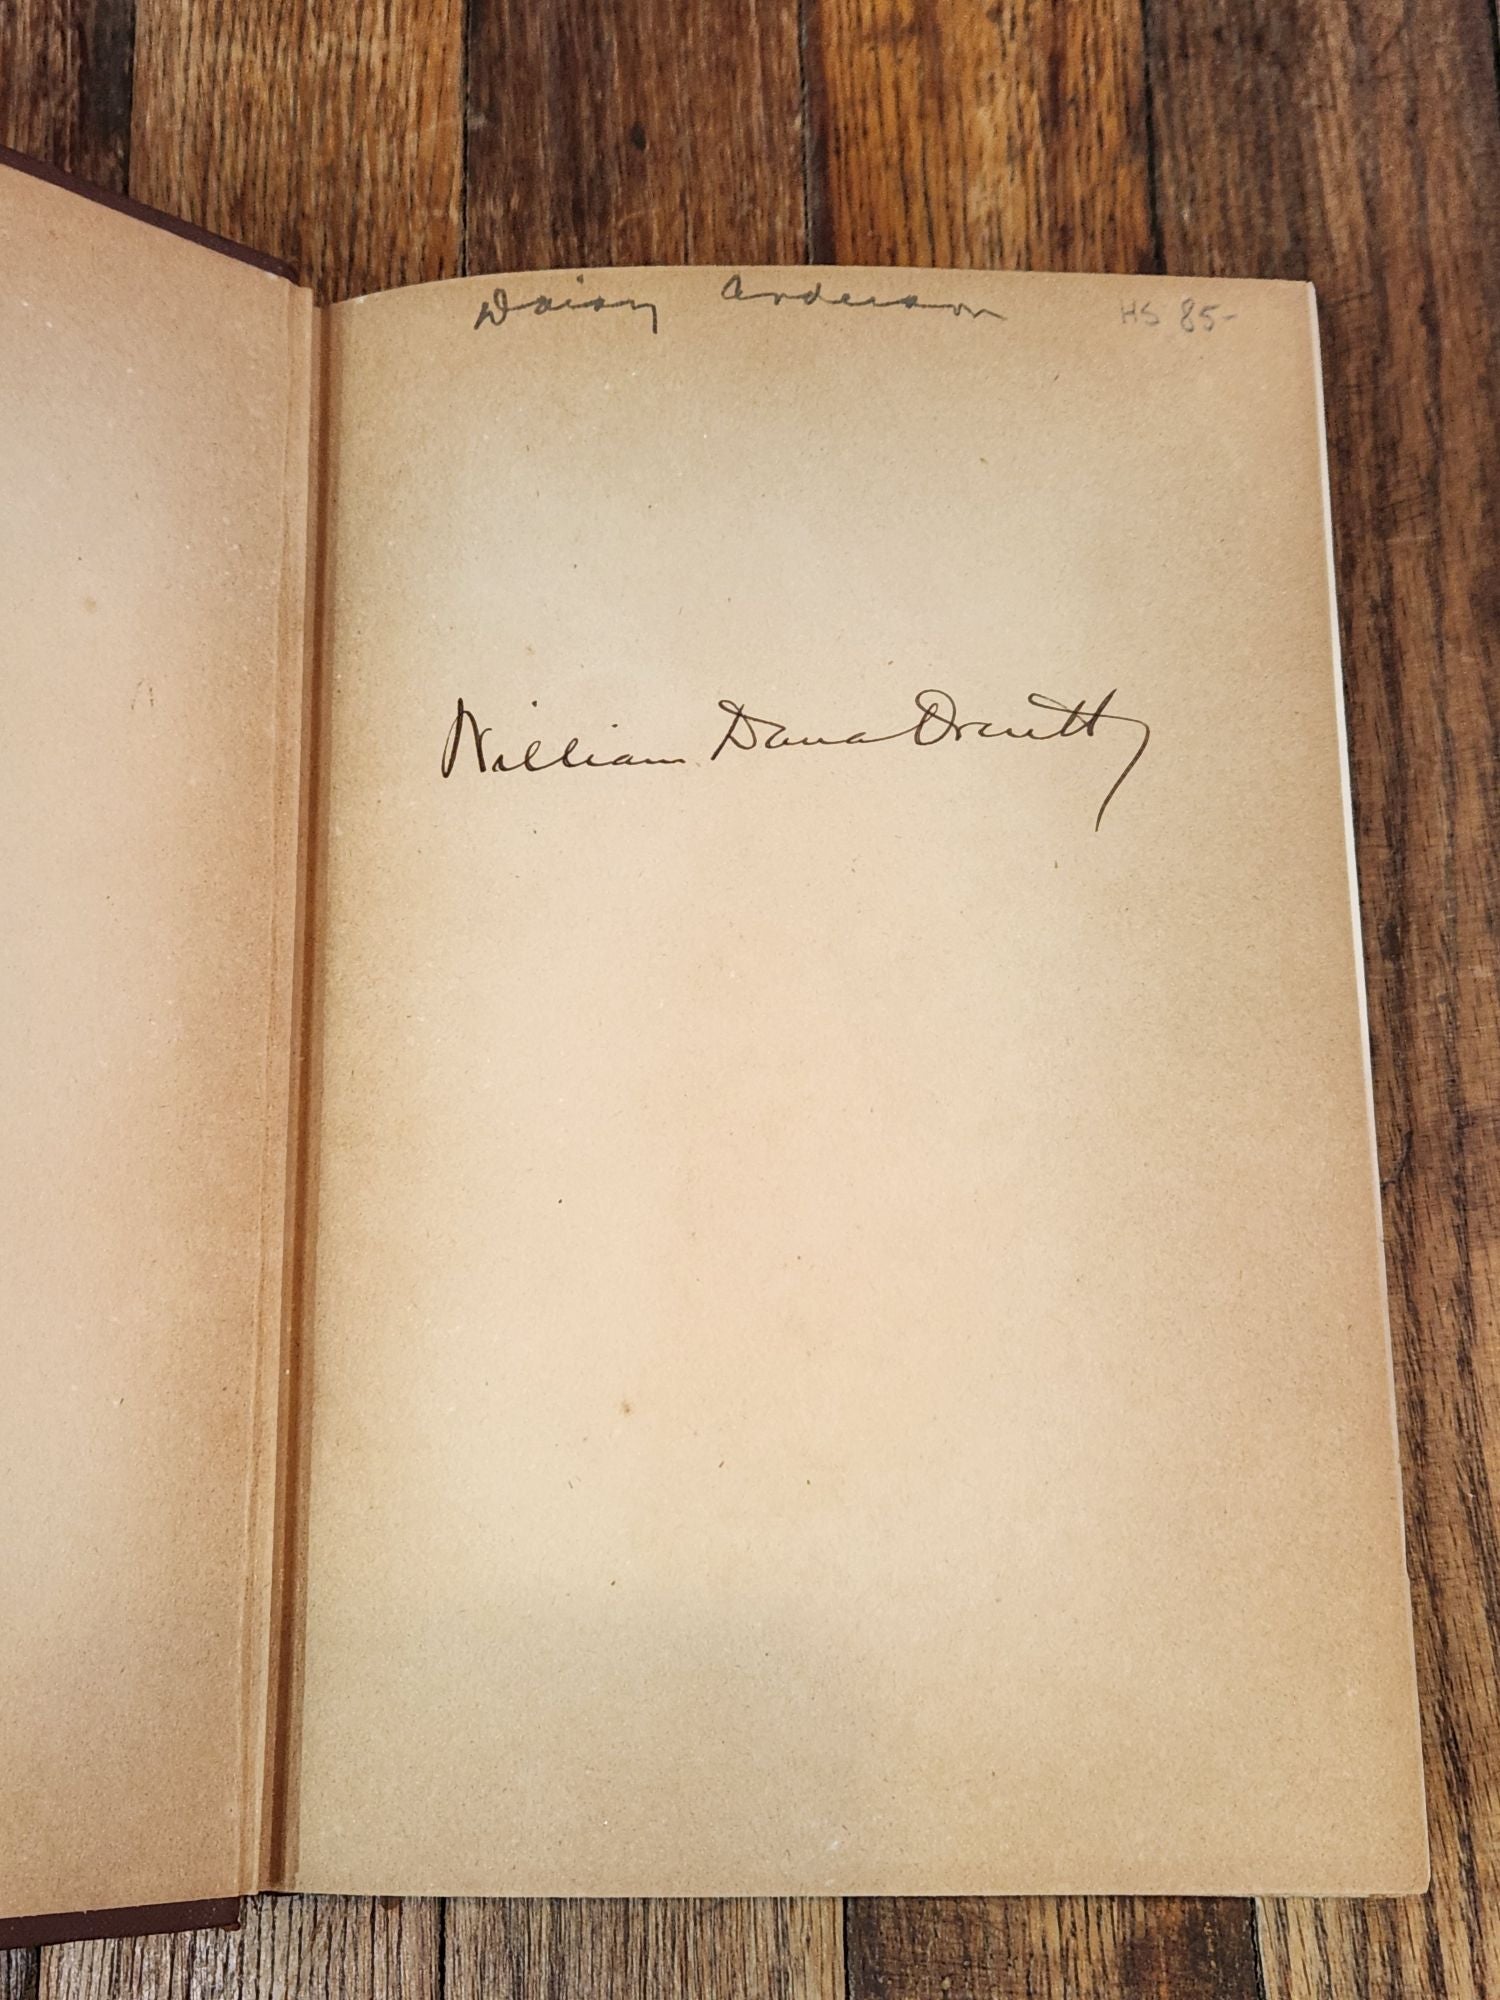 Daisy Anderson HS 85-
William Dana Orcutt